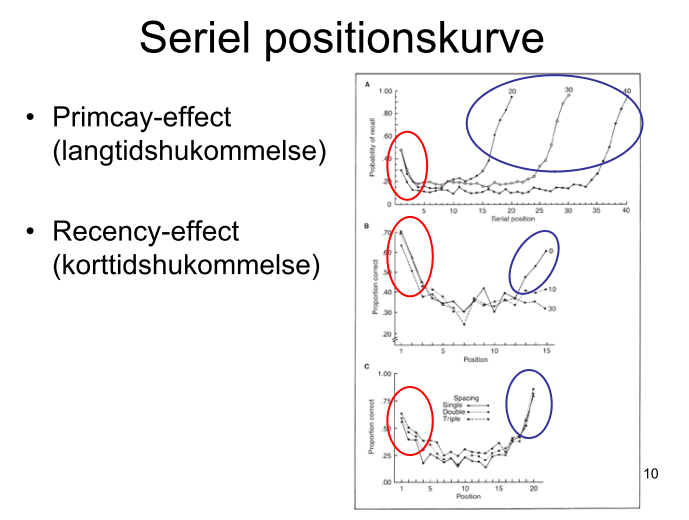 Seriel positionskurve
• Primcay-effect
(langtidshukommelse)
• Recency-effect
(korttidshukommelse)
A
1.00
.80
.60
.40
.20
0
Probability of recall
20
30
40
5 10 15 20 25 30 35 40
Serial position
B
.70
.60
.50
.40
.30
.20
Proportion correct
0
10
30
1 5 10 15
Position
C
1.00
.75
.50
.25
.00
Proportion correct
Spacing
Single
Double
Triple
1 5 10 15 20
Position
10